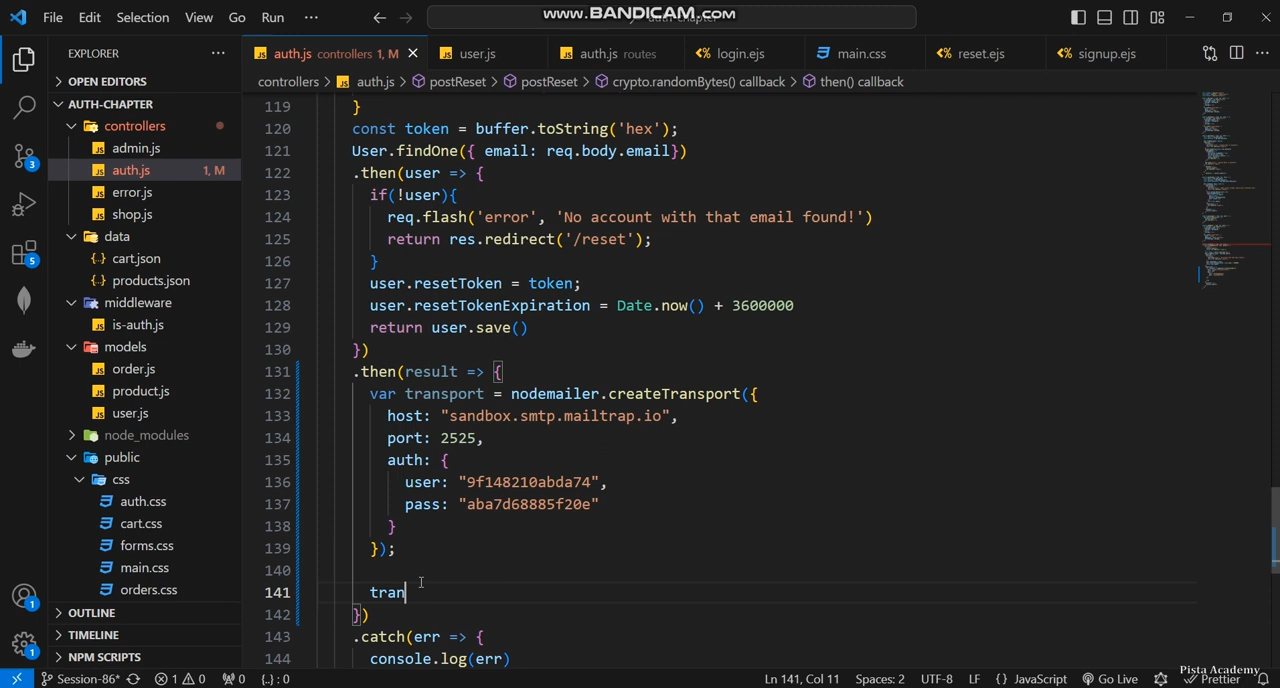 File Edit Selection View Go Run ··· www.BANDICAM.com
EXPLORER ···
auth.js controllers 1, M
user.js
auth.js routes
login.ejs
main.css
reset.ejs
signup.ejs
OPEN EDITORS
controllers > auth.js > postReset > postReset > crypto.randomBytes() callback > then() callback
AUTH-CHAPTER
controllers
admin.js
auth.js 1, M
error.js
shop.js
data
cart.json
products.json
middleware
is-auth.js
models
order.js
product.js
user.js
node_modules
public
css
auth.css
cart.css
forms.css
main.css
orders.css
OUTLINE
TIMELINE
NPM SCRIPTS
3
5
1
1
119 }
120 const token = buffer.toString('hex');
121 User.findOne({ email: req.body.email})
122 .then(user => {
123 if(!user){
124 req.flash('error', 'No account with that email found!')
125 return res.redirect('/reset');
126 }
127 user.resetToken = token;
128 user.resetTokenExpiration = Date.now() + 3600000
129 return user.save()
130 })
131 .then(result => {
132 var transport = nodemailer.createTransport({
133 host: "sandbox.smtp.mailtrap.io",
134 port: 2525,
135 auth: {
136 user: "9f148210abda74",
137 pass: "aba7d68885f20e"
138 }
139 });
140
141 tran
142 })
143 .catch(err => {
144 console.log(err)
Pista Academy
Session-86* 1 0 0 {..} : 0 Ln 141, Col 11 Spaces: 2 UTF-8 LF {} JavaScript Go Live Prettier